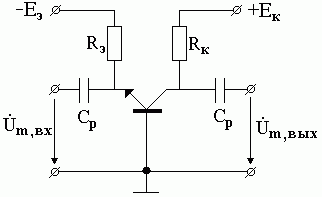 -Eэ
+Eк
Rэ
Rк
Cр
Cр
U̇m,вх
U̇m,вых